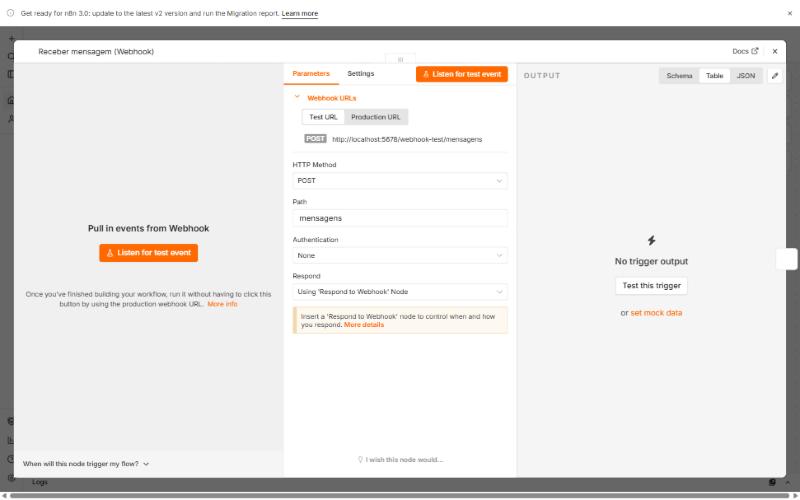 Get ready for n8n 3.0: update to the latest v2 version and run the Migration report. Learn more
Receber mensagem (Webhook)
Docs
Parameters
Settings
Listen for test event
OUTPUT
Schema
Table
JSON
Webhook URLs
Test URL
Production URL
POST
http://localhost:5678/webhook-test/mensagens
HTTP Method
POST
Path
mensagens
Authentication
None
Respond
Using 'Respond to Webhook' Node
Insert a 'Respond to Webhook' node to control when and how
you respond. More details
I wish this node would...
Pull in events from Webhook
Listen for test event
Once you've finished building your workflow, run it without having to click this
button by using the production webhook URL. More info
When will this node trigger my flow?
No trigger output
Test this trigger
or set mock data
Logs